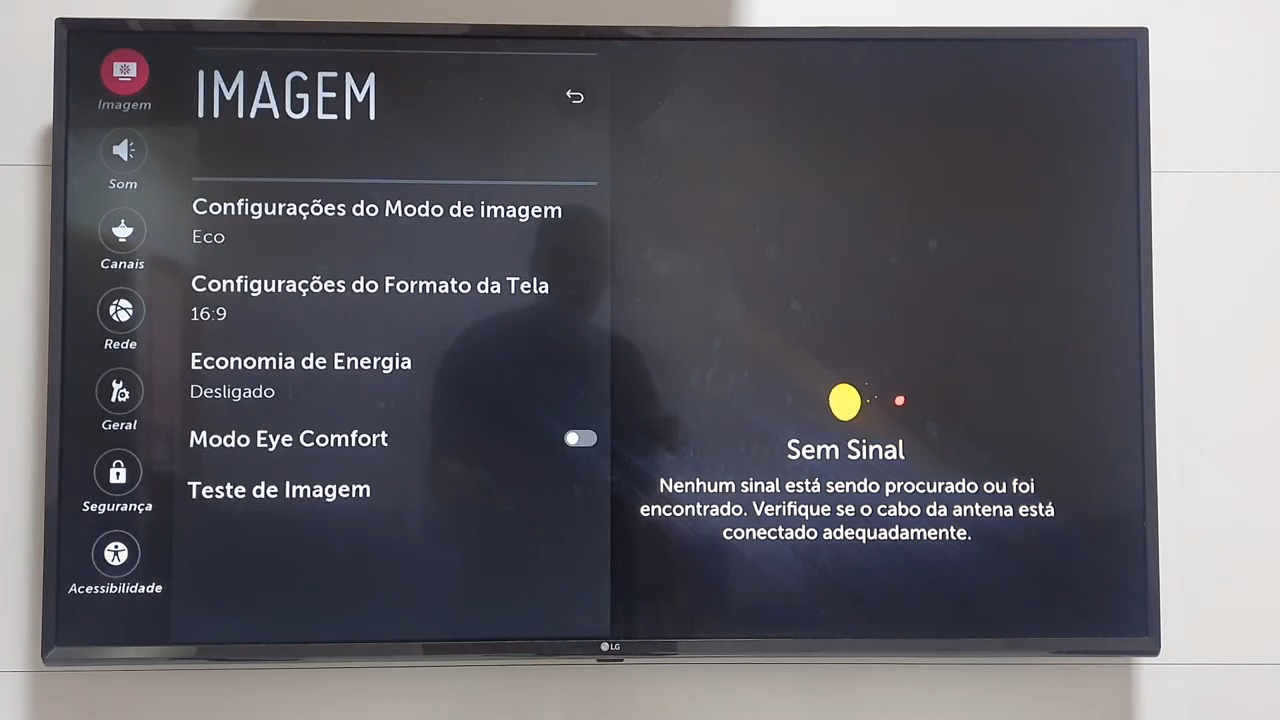 Imagem
Som
Canais
Rede
Geral
Segurança
Acessibilidade
IMAGEM
Configurações do Modo de imagem
Eco
Configurações do Formato da Tela
16:9
Economia de Energia
Desligado
Modo Eye Comfort
Teste de Imagem
Sem Sinal
Nenhum sinal está sendo procurado ou foi
encontrado. Verifique se o cabo da antena está
conectado adequadamente.
LG